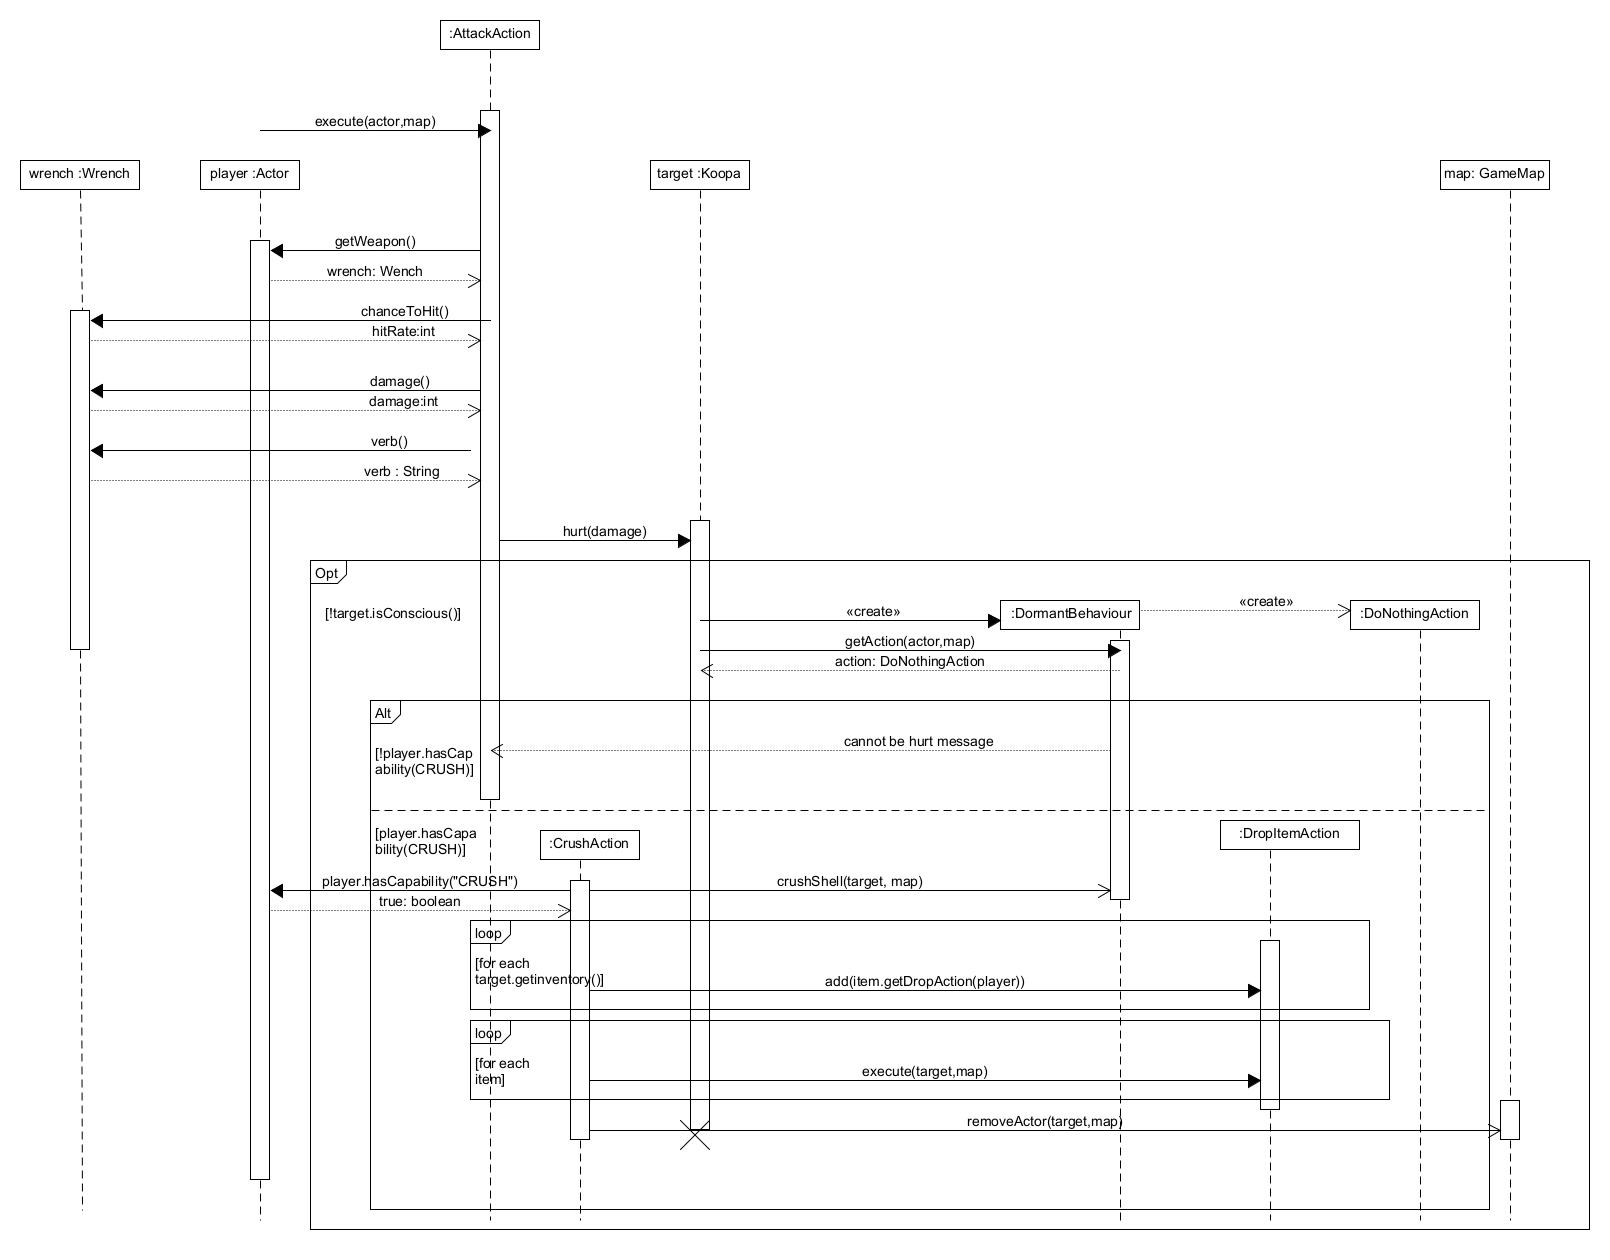 :AttackAction
execute(actor,map)
wrench :Wrench
player :Actor
target :Koopa
map: GameMap
getWeapon()
wrench: Wench
chanceToHit()
hitRate:int
damage()
damage:int
verb()
verb : String
hurt(damage)
Opt
[!target.isConscious()]
«create»
:DormantBehaviour
«create»
:DoNothingAction
getAction(actor,map)
action: DoNothingAction
Alt
[!player.hasCap
ability(CRUSH)]
cannot be hurt message
[player.hasCapa
bility(CRUSH)]
:CrushAction
:DropItemAction
player.hasCapability("CRUSH")
crushShell(target, map)
true: boolean
loop
[for each
target.getinventory()]
add(item.getDropAction(player))
loop
[for each
item]
execute(target,map)
removeActor(target,map)